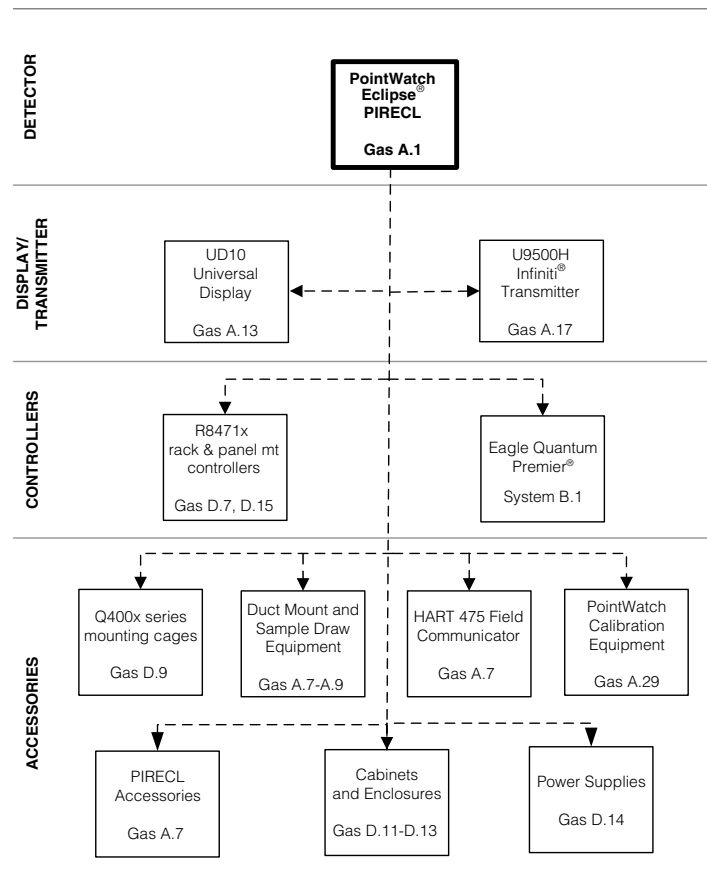 DETECTOR
PointWatch
Eclipse®
PIRECL
Gas A.1
DISPLAY/
TRANSMITTER
UD10
Universal
Display
Gas A.13
U9500H
Infiniti®
Transmitter
Gas A.17
CONTROLLERS
R8471x
rack & panel mt
controllers
Gas D.7, D.15
Eagle Quantum
Premier®
System B.1
ACCESSORIES
Q400x series
mounting cages
Gas D.9
Duct Mount and
Sample Draw
Equipment
Gas A.7-A.9
HART 475 Field
Communicator
Gas A.7
PointWatch
Calibration
Equipment
Gas A.29
PIRECL
Accessories
Gas A.7
Cabinets
and Enclosures
Gas D.11-D.13
Power Supplies
Gas D.14